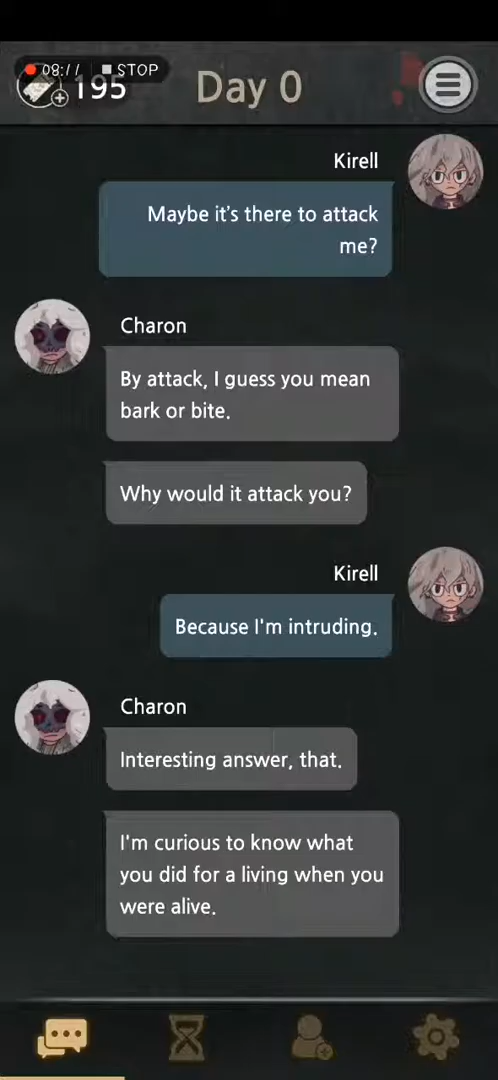 08:// STOP
195
Day 0
Kirell
Maybe it's there to attack
me?
Charon
By attack, I guess you mean
bark or bite.
Why would it attack you?
Kirell
Because I'm intruding.
Charon
Interesting answer, that.
I'm curious to know what
you did for a living when you
were alive.